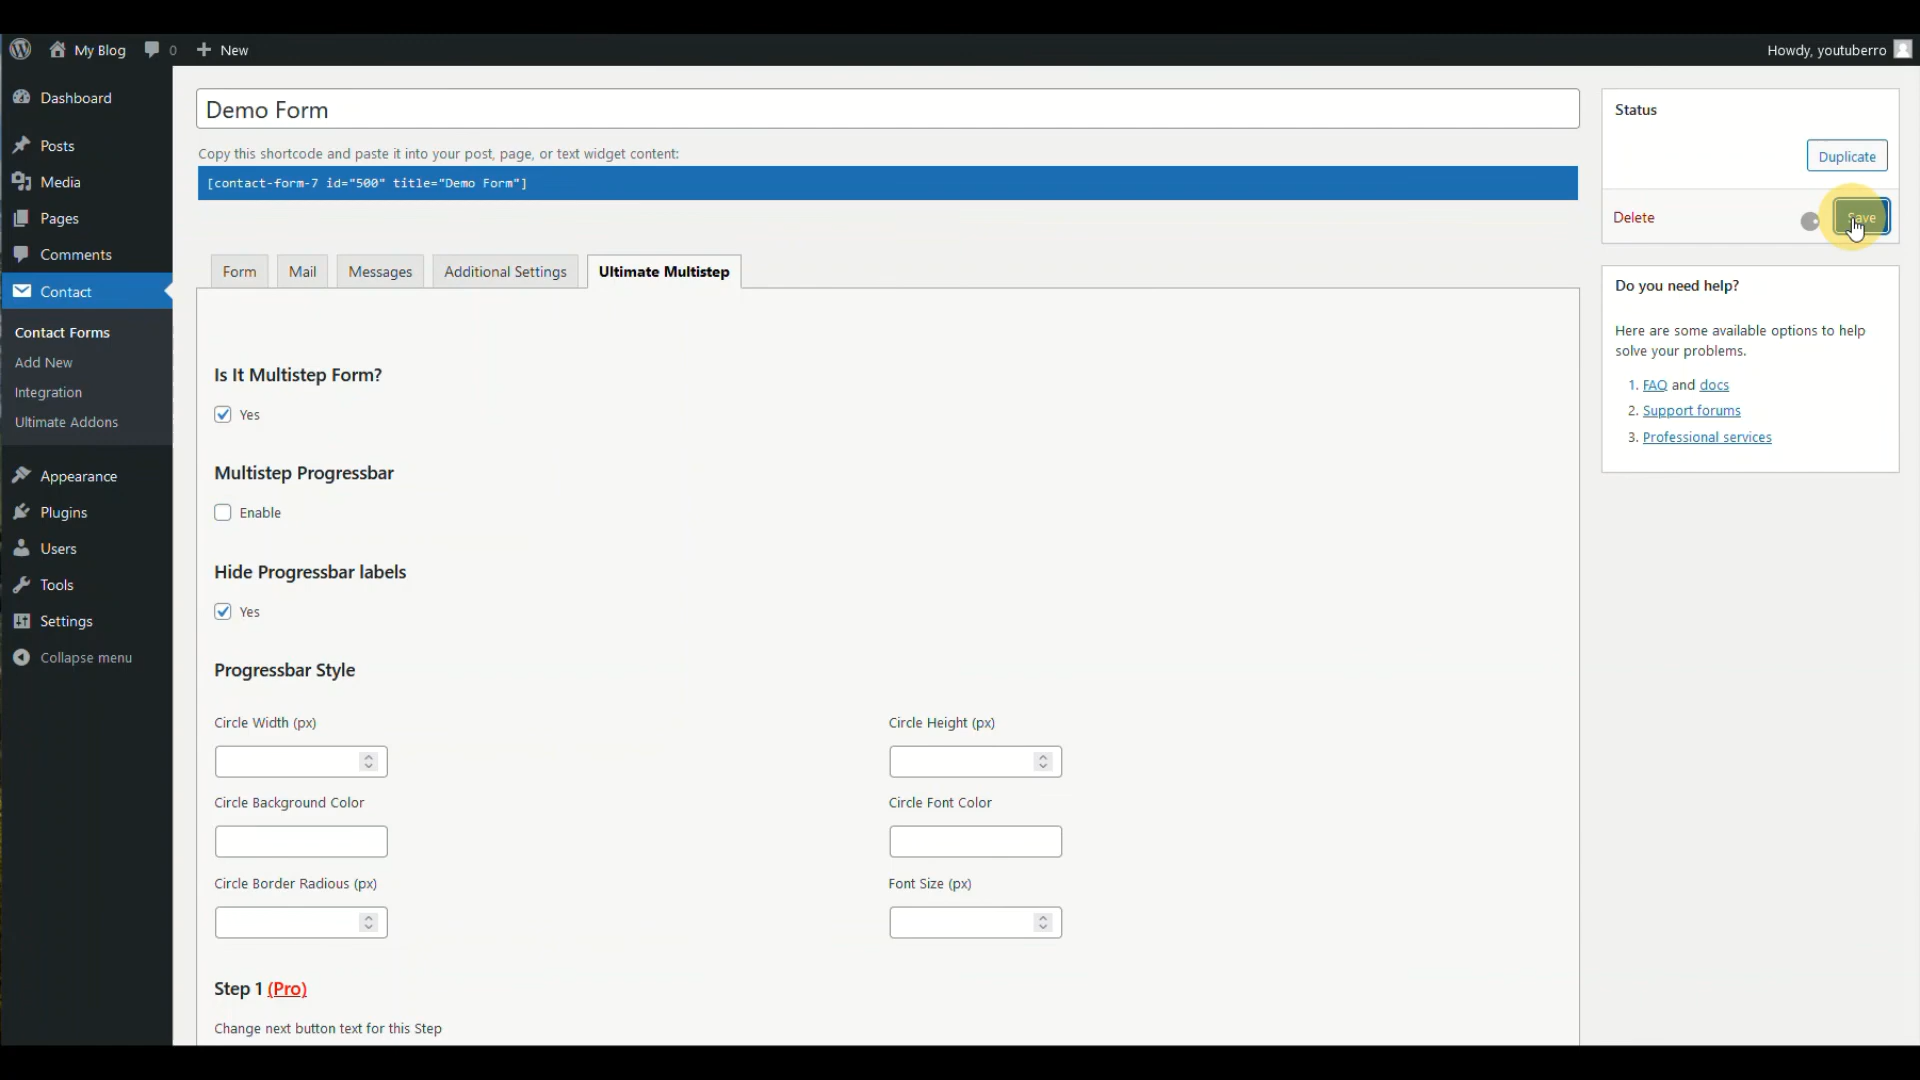 My Blog 0 New Howdy, youtuberro
Dashboard
Posts
Media
Pages
Comments
Contact
Contact Forms
Add New
Integration
Ultimate Addons
Appearance
Plugins
Users
Tools
Settings
Collapse menu
Demo Form
Copy this shortcode and paste it into your post, page, or text widget content:
[contact-form-7 id="500" title="Demo Form"]
Form Mail Messages Additional Settings Ultimate Multistep
Is It Multistep Form?
Yes
Multistep Progressbar
Enable
Hide Progressbar labels
Yes
Progressbar Style
Circle Width (px) Circle Height (px)
Circle Background Color Circle Font Color
Circle Border Radious (px) Font Size (px)
Step 1 (Pro)
Change next button text for this Step
Status
Duplicate
Delete Save
Do you need help?
Here are some available options to help
solve your problems.
1. FAQ and docs
2. Support forums
3. Professional services